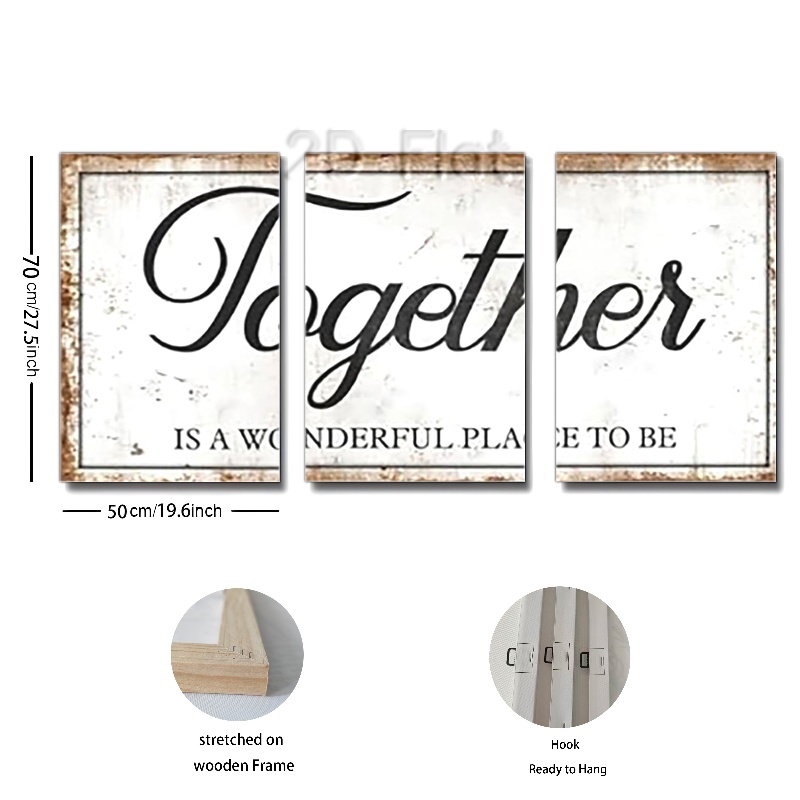 2D Flat
Together
IS A WONDERFUL PLACE TO BE
70 cm/27.5inch
50cm/19.6inch
stretched on
wooden Frame
Hook
Ready to Hang